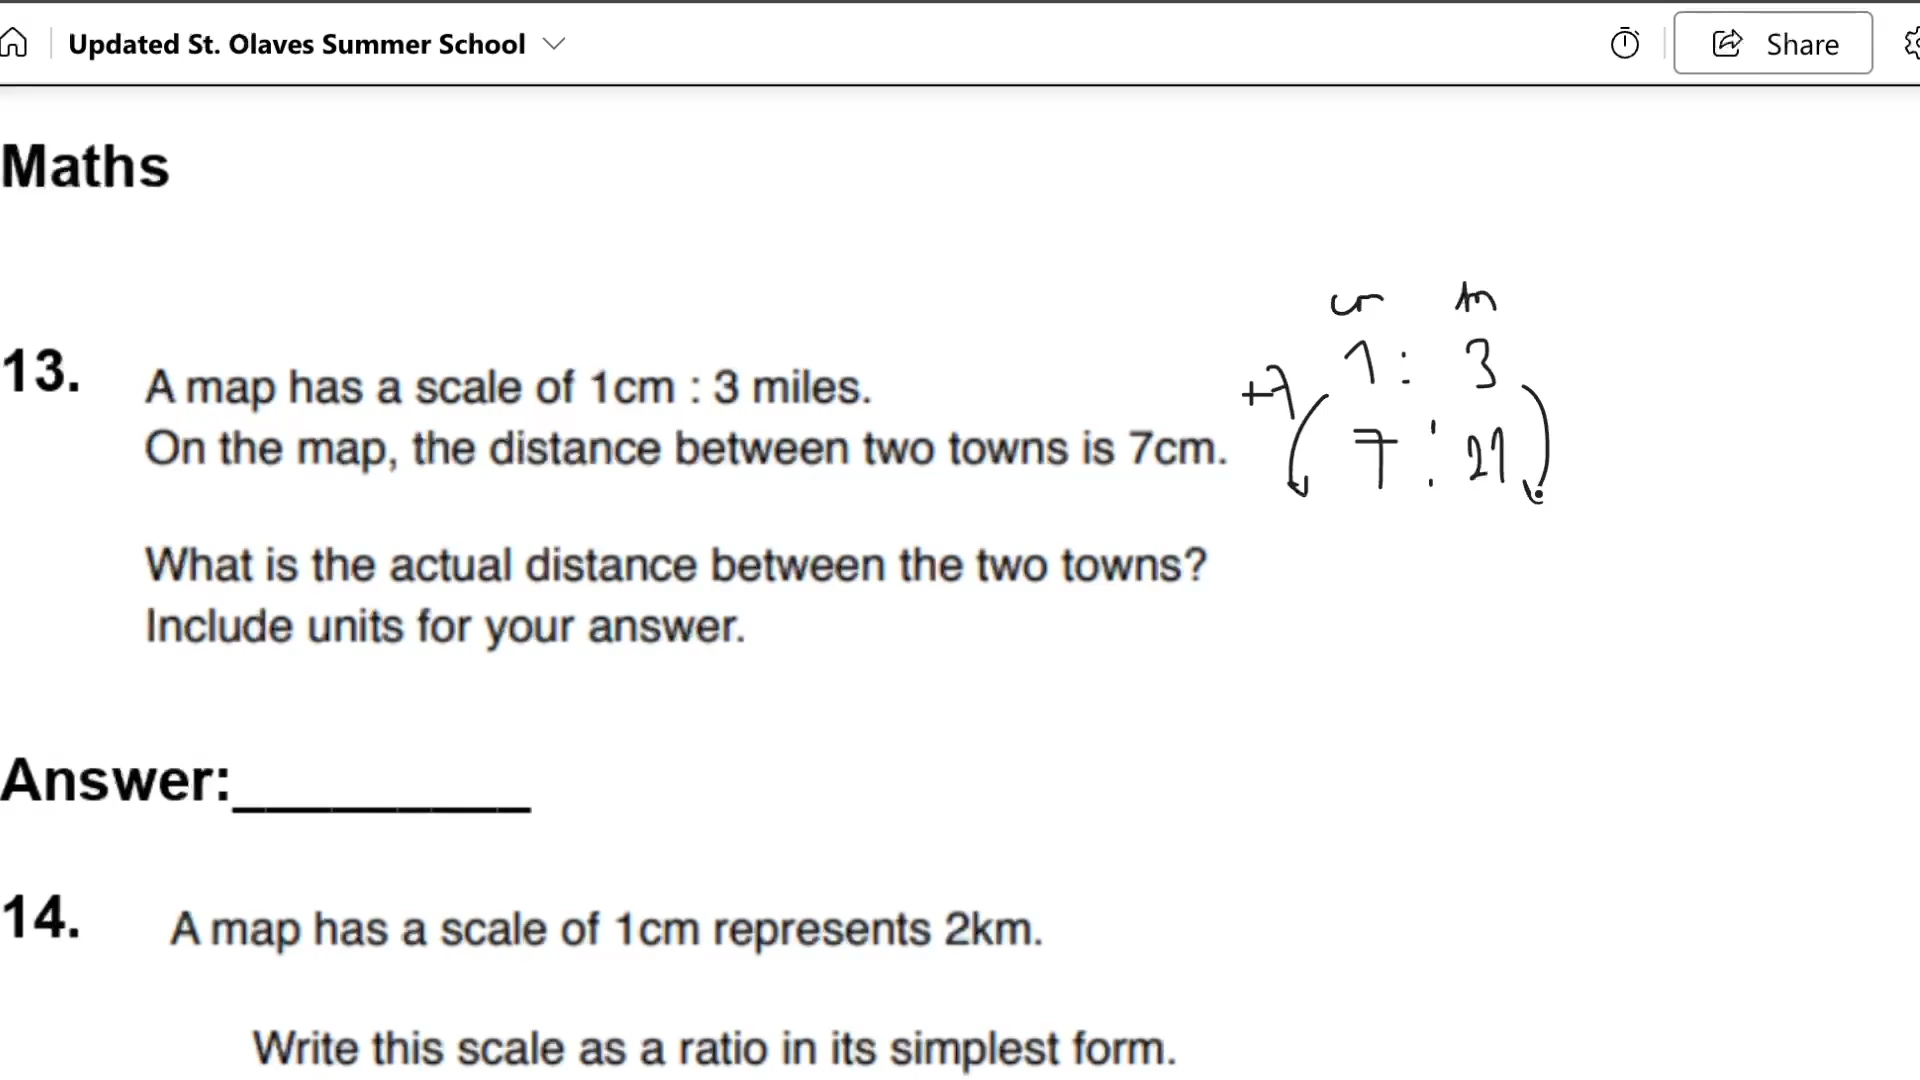 Updated St. Olaves Summer School
Share
Maths
cm m
1 : 3
13. A map has a scale of 1cm : 3 miles.
+7
On the map, the distance between two towns is 7cm.
7 : 21
What is the actual distance between the two towns?
Include units for your answer.
Answer:_________
14. A map has a scale of 1cm represents 2km.
Write this scale as a ratio in its simplest form.